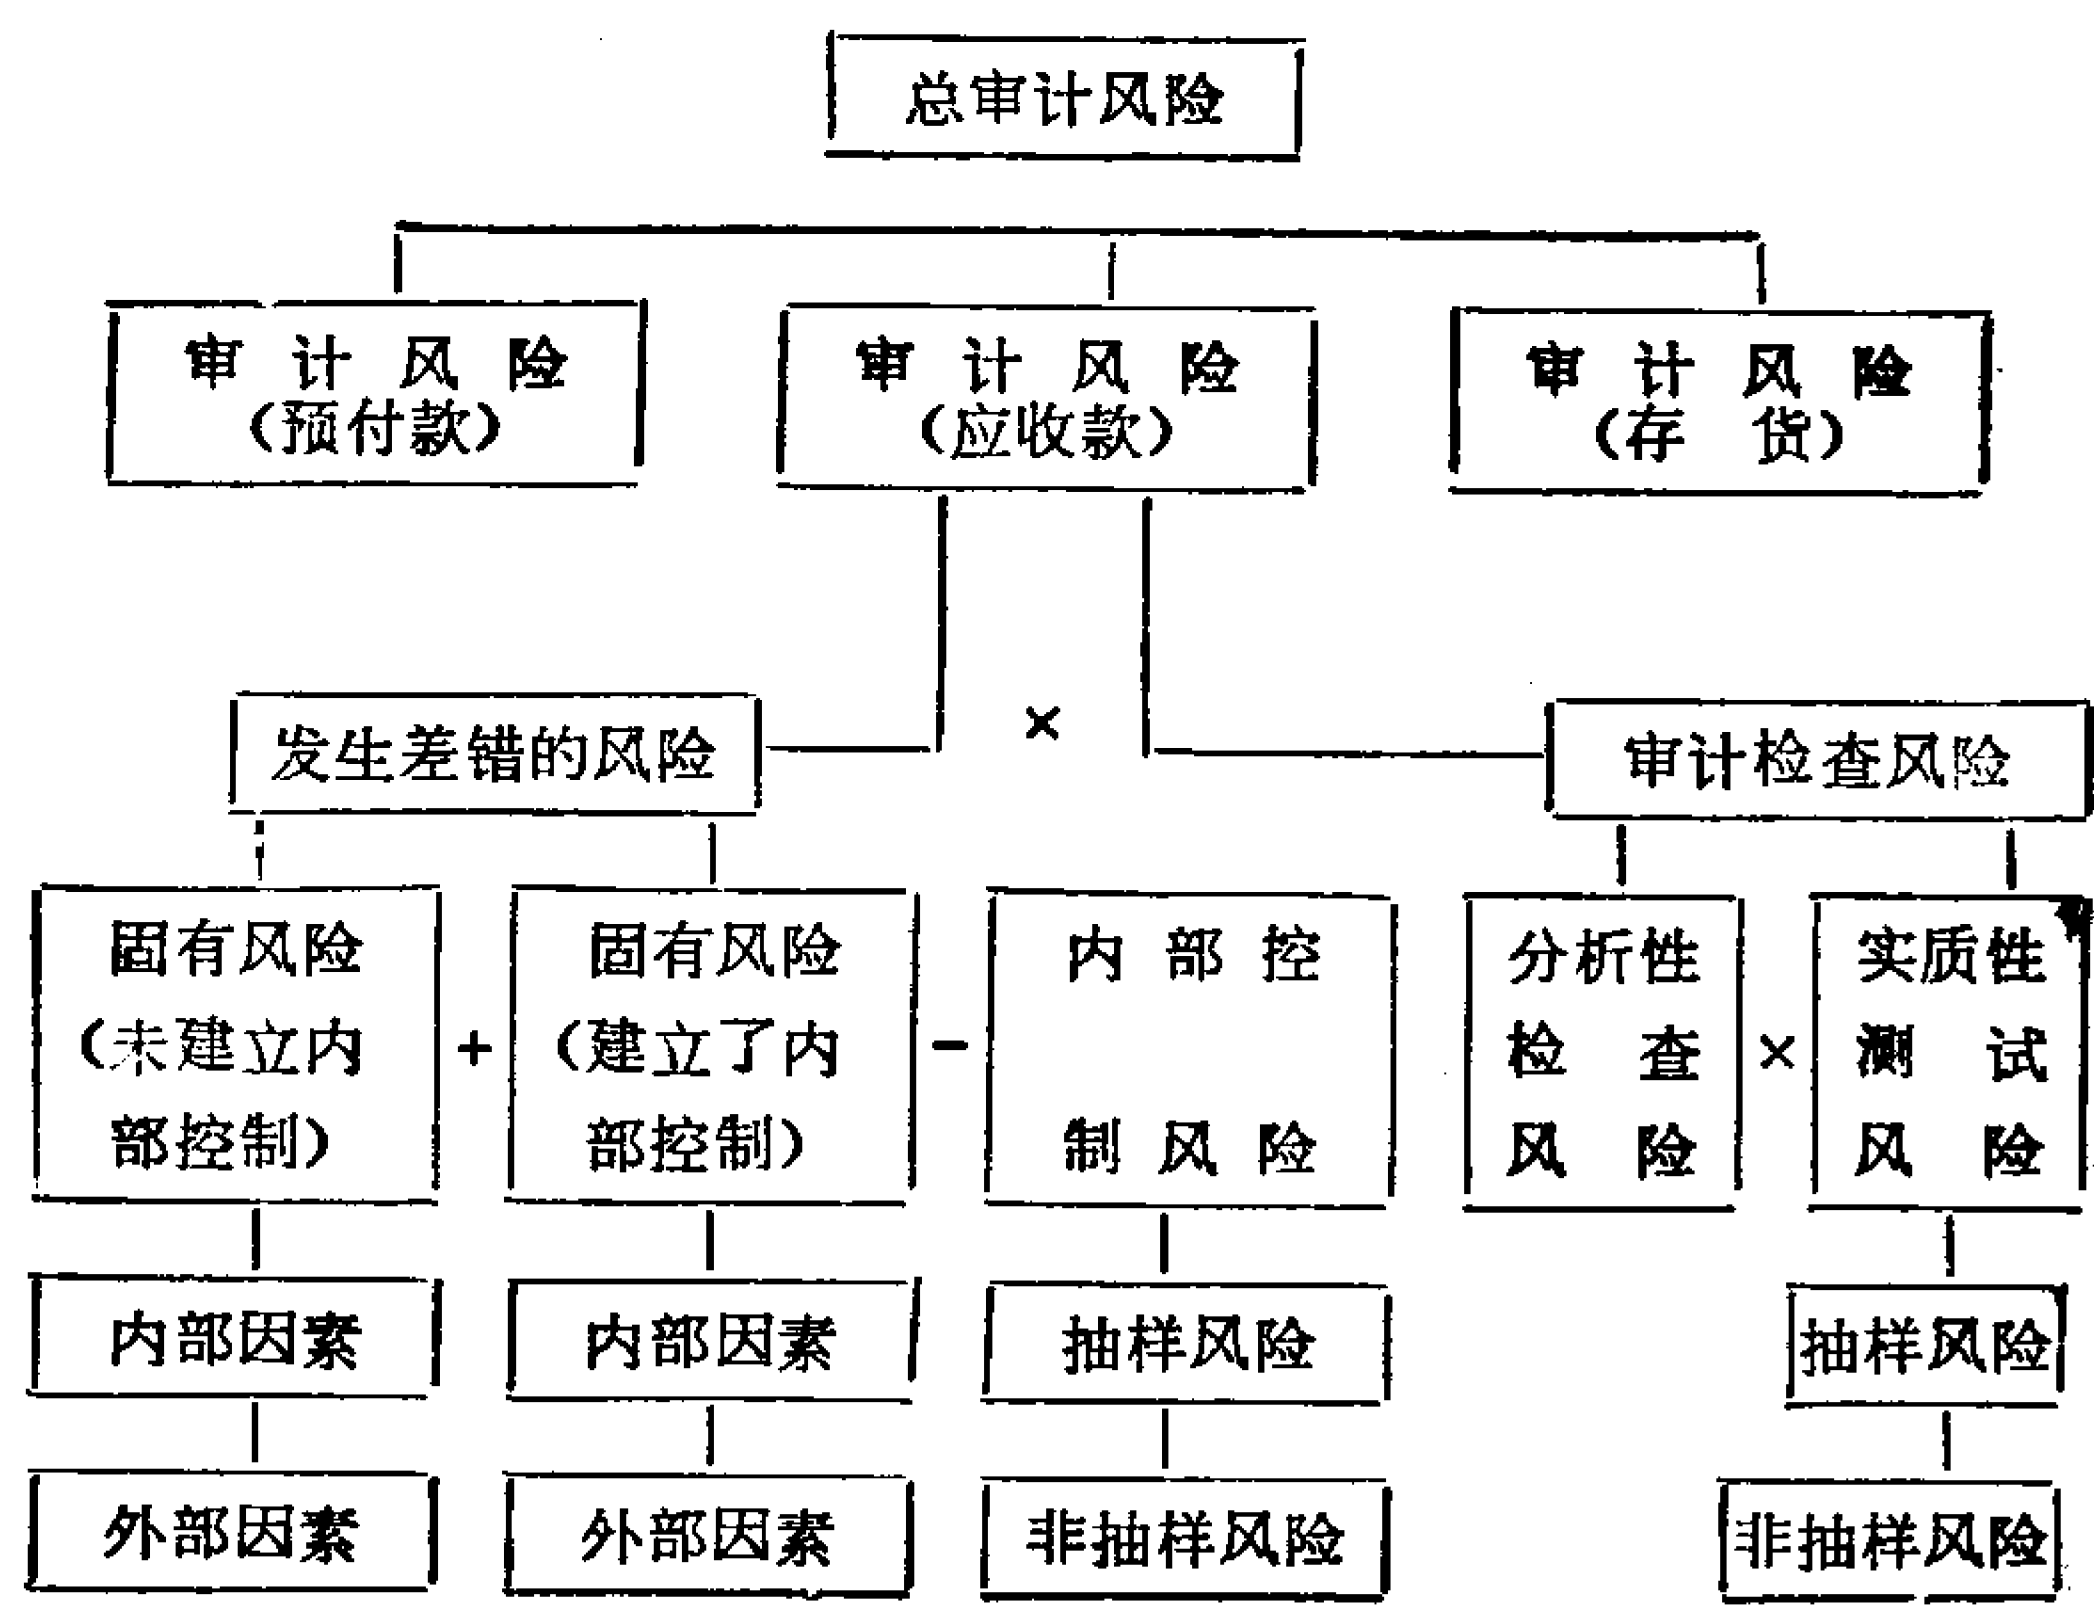 总审计风险
审计风险
(预付款)
审计风险
(应收款)
审计风险
(存货)
发生差错的风险
×
审计检查风险
固有风险
(未建立内
部控制)
+
固有风险
(建立了内
部控制)
-
内部控
制风险
分析性
检查
风险
×
实质性
测试
风险
内部因素
内部因素
抽样风险
抽样风险
外部因素
外部因素
非抽样风险
非抽样风险